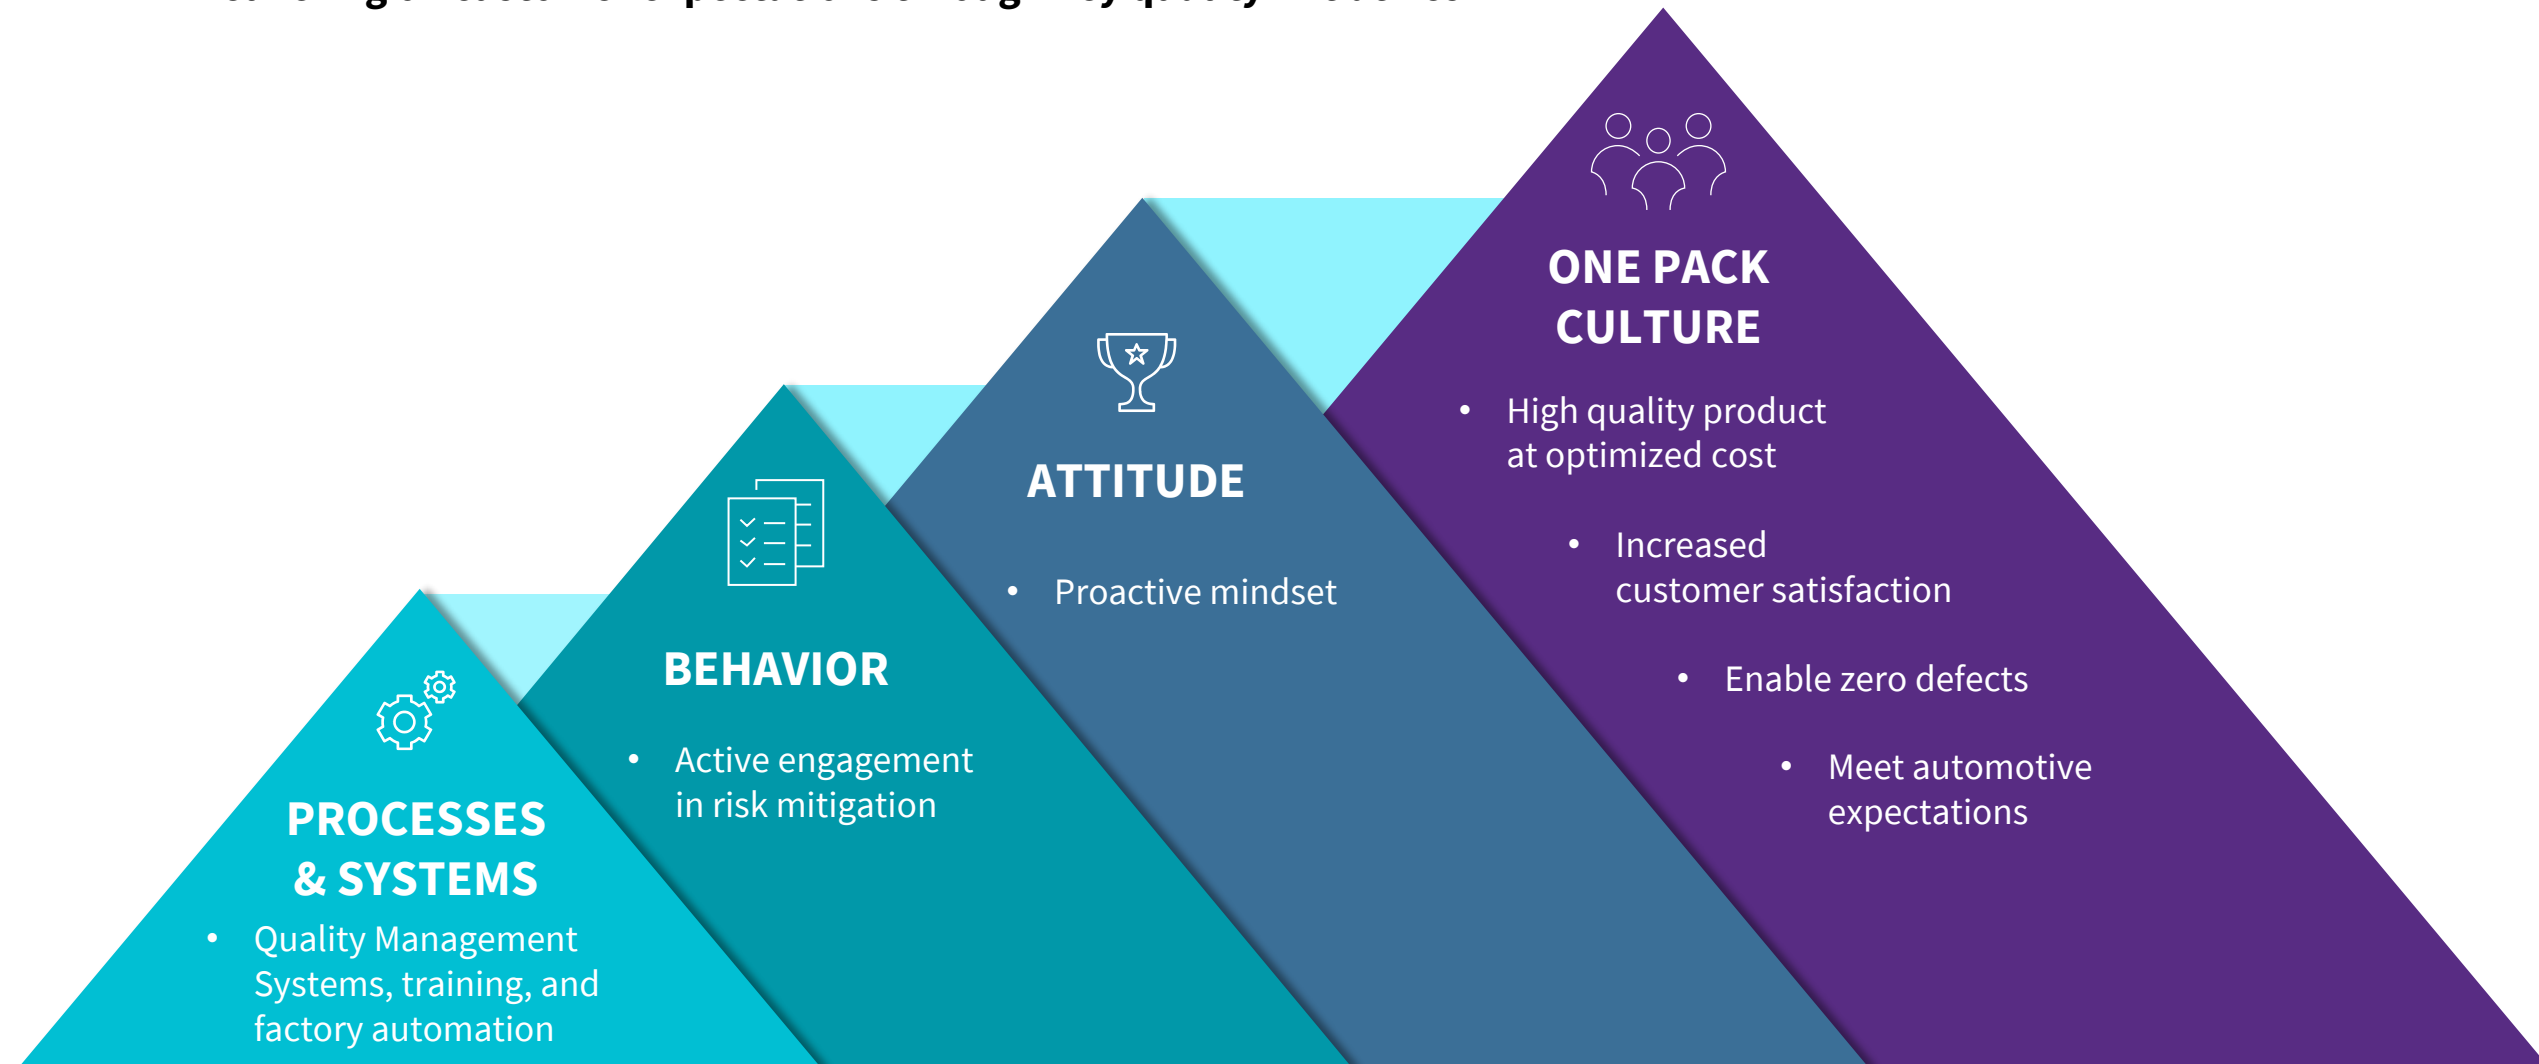 PROCESSES
& SYSTEMS
• Quality Management
Systems, training, and
factory automation
BEHAVIOR
• Active engagement
in risk mitigation
ATTITUDE
• Proactive mindset
ONE PACK
CULTURE
• High quality product
at optimized cost
• Increased
customer satisfaction
• Enable zero defects
• Meet automotive
expectations